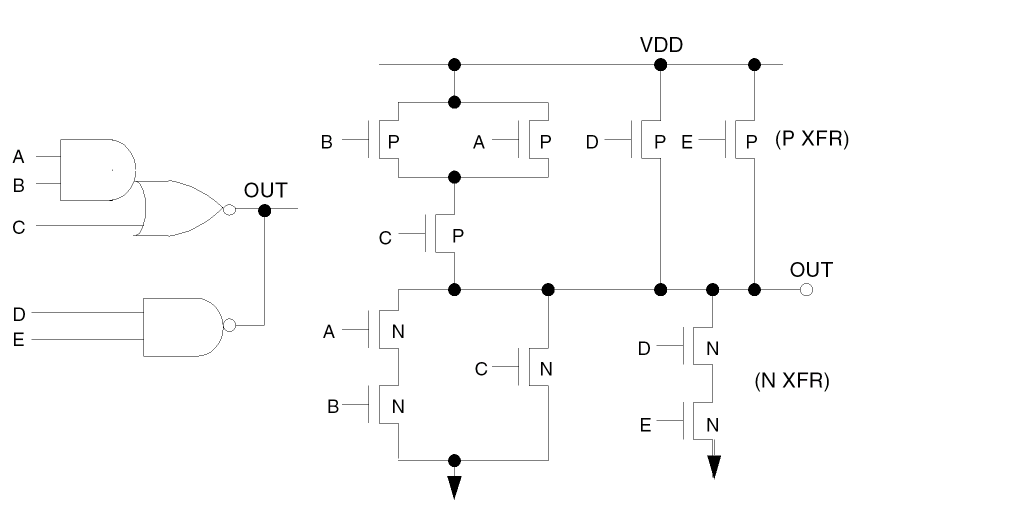 VDD
B P A P D P E P (P XFR)
A
B
OUT
C
C P
OUT
D
E
A N
C N
D N
(N XFR)
B N
E N